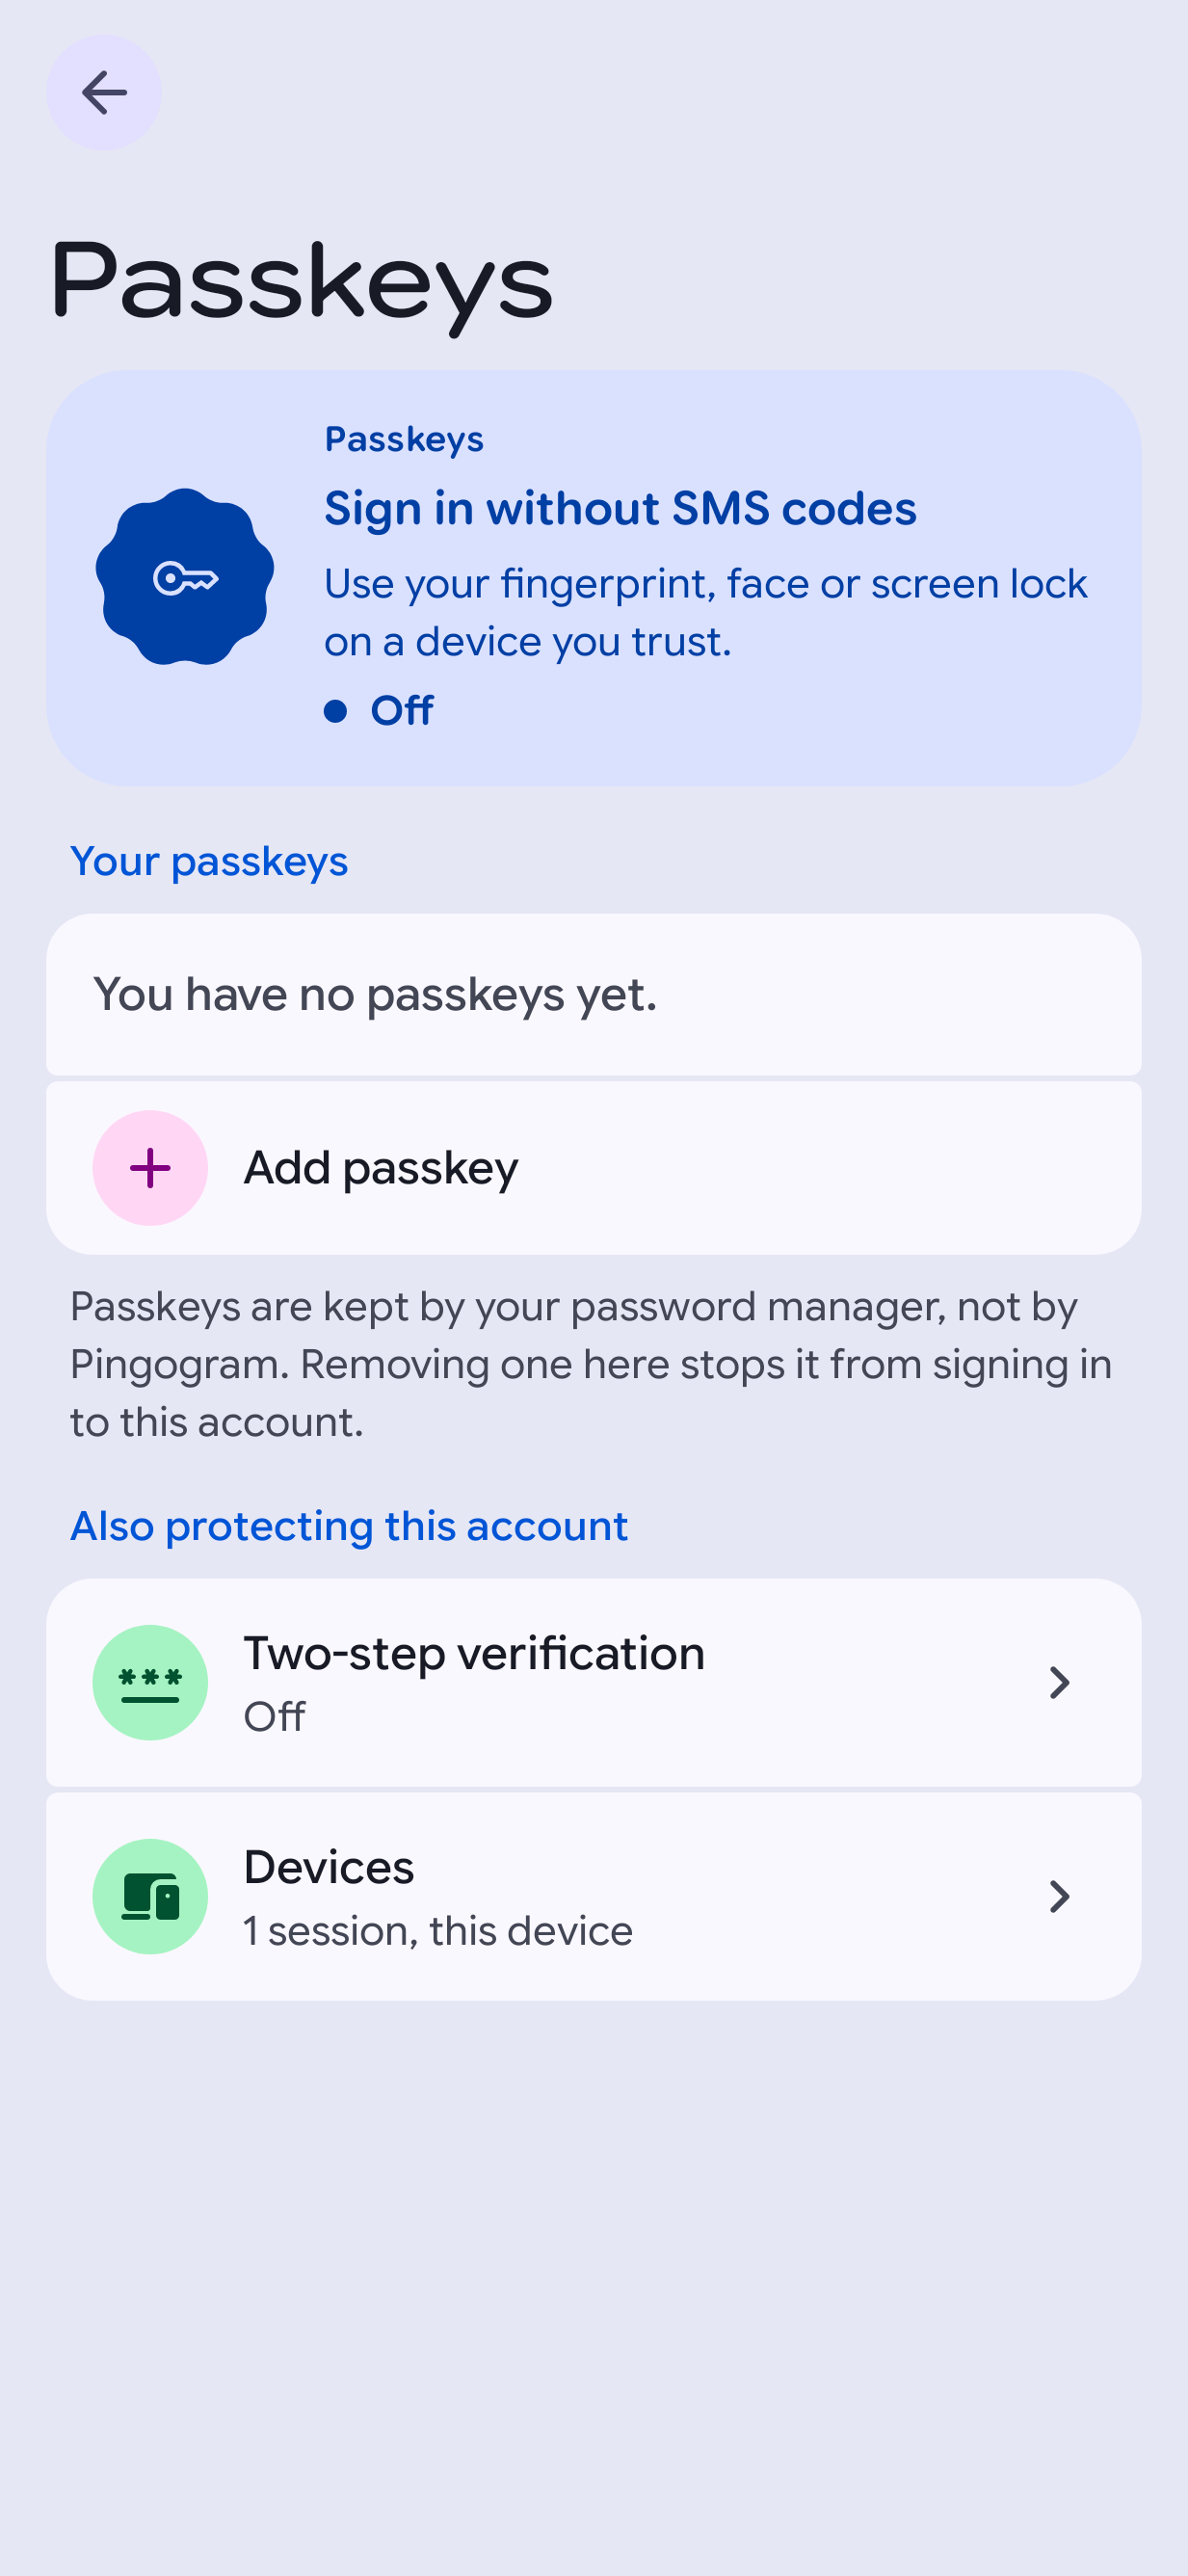 Passkeys
Passkeys
Sign in without SMS codes
Use your fingerprint, face or screen lock
on a device you trust.
Off
Your passkeys
You have no passkeys yet.
Add passkey
Passkeys are kept by your password manager, not by
Pingogram. Removing one here stops it from signing in
to this account.
Also protecting this account
Two-step verification
Off
Devices
1 session, this device